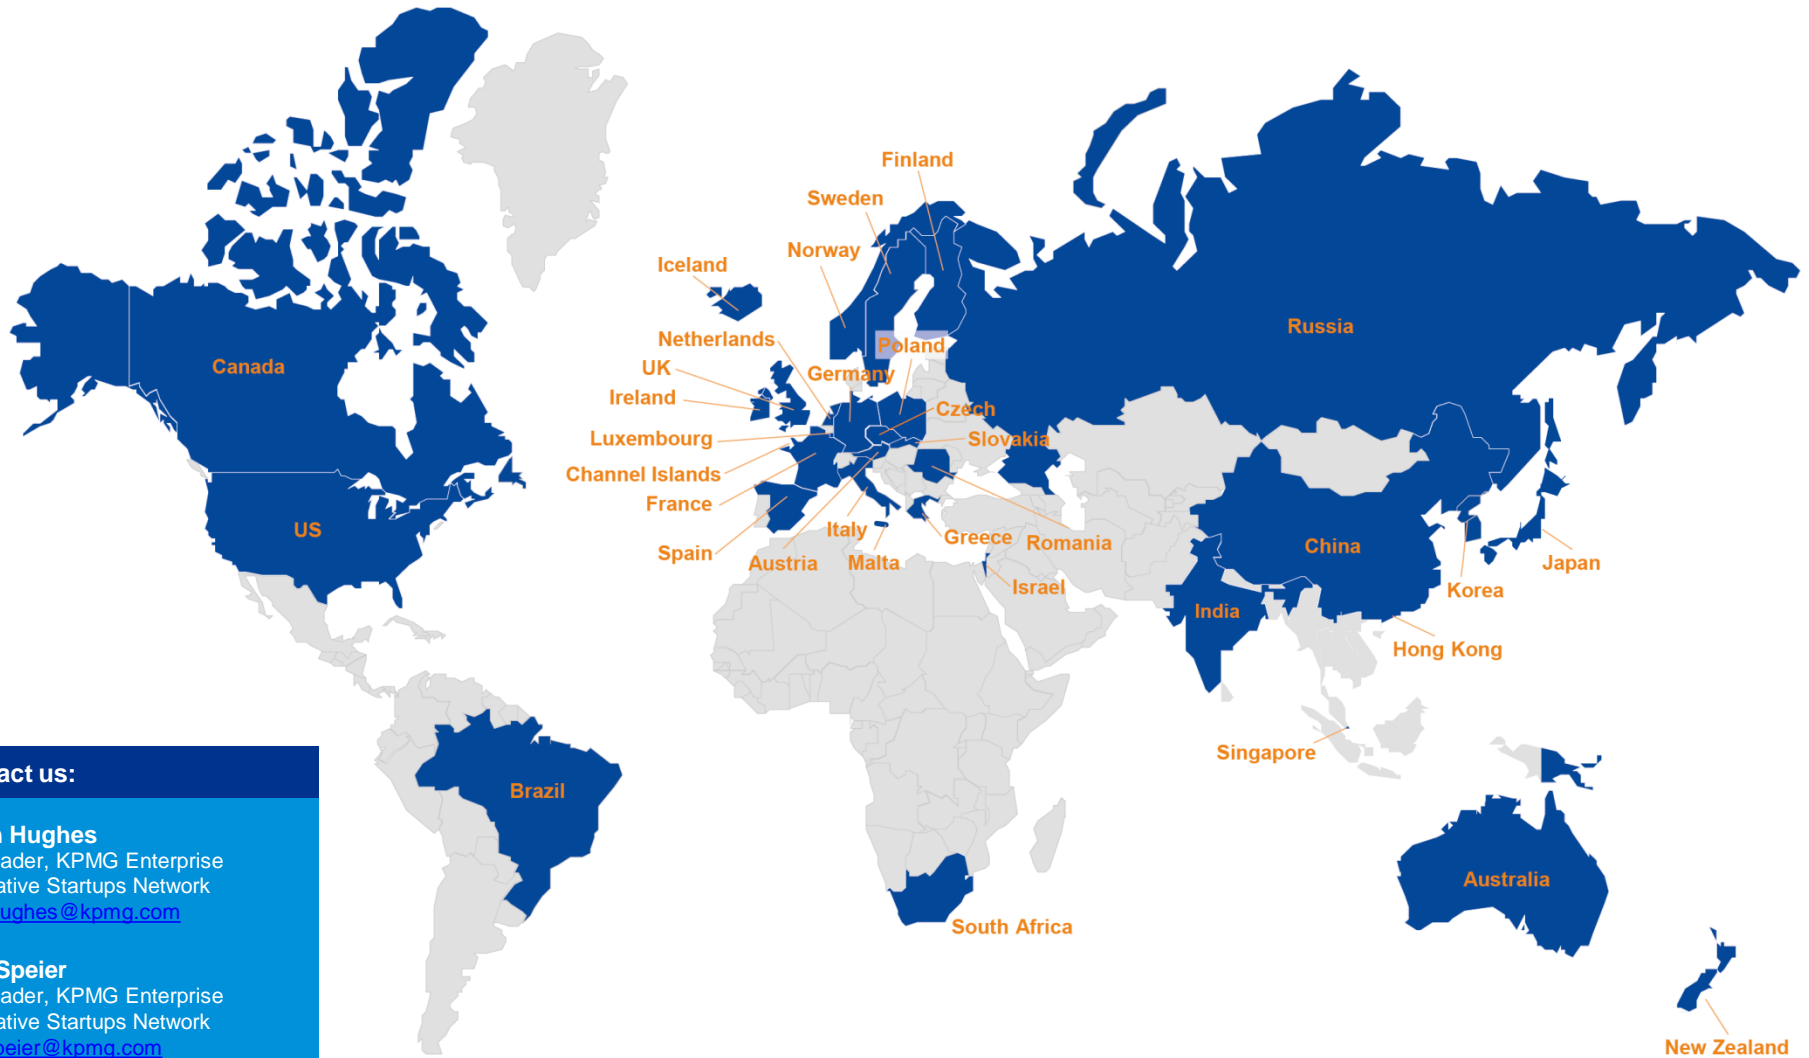 Finland
Sweden
Norway
Iceland
Russia
Netherlands
Poland
Canada
UK
Germany
Ireland
Czech
Luxembourg
Slovakia
Channel Islands
France
US
Italy
Greece
Romania
China
Spain
Austria
Malta
Japan
Israel
Korea
India
Hong Kong
Singapore
act us:
Brazil
Hughes
ader, KPMG Enterprise
ative Startups Network
ughes@kpmg.com
Australia
South Africa
Speier
ader, KPMG Enterprise
ative Startups Network
peier@kpmg.com
New Zealand